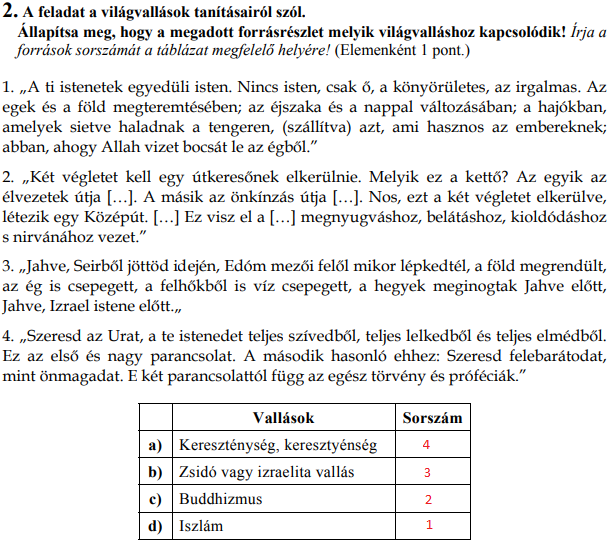 2. A feladat a világvallások tanításairól szól.
Állapítsa meg, hogy a megadott forrásrészlet melyik világvalláshoz kapcsolódik! Írja a
források sorszámát a táblázat megfelelő helyére! (Elemenként 1 pont.)
1. „A ti istenetek egyedüli isten. Nincs isten, csak ő, a könyörületes, az irgalmas. Az
egek és a föld megteremtésében; az éjszaka és a nappal változásában; a hajókban,
amelyek sietve haladnak a tengeren, (szállítva) azt, ami hasznos az embereknek;
abban, ahogy Allah vizet bocsát le az égből.”
2. „Két végletet kell egy útkeresőnek elkerülnie. Melyik ez a kettő? Az egyik az
élvezetek útja […]. A másik az önkínzás útja […]. Nos, ezt a két végletet elkerülve,
létezik egy Középút. […] Ez visz el a […] megnyugváshoz, belátáshoz, kioldódáshoz
s nirvánához vezet.”
3. „Jahve, Seirből jöttöd idején, Edóm mezői felől mikor lépkedtél, a föld megrendült,
az ég is csepegett, a felhőkből is víz csepegett, a hegyek meginogtak Jahve előtt,
Jahve, Izrael istene előtt.„
4. „Szeresd az Urat, a te istenedet teljes szívedből, teljes lelkedből és teljes elmédből.
Ez az első és nagy parancsolat. A második hasonló ehhez: Szeresd felebarátodat,
mint önmagadat. E két parancsolattól függ az egész törvény és próféciák.”
Vallások Sorszám
a) Kereszténység, keresztyénség 4
b) Zsidó vagy izraelita vallás 3
c) Buddhizmus 2
d) Iszlám 1